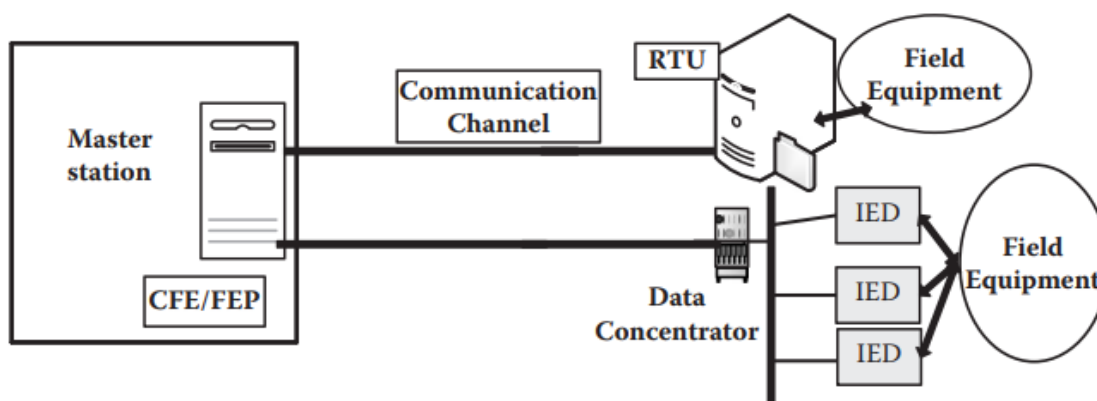 Master
station
CFE/FEP
Communication
Channel
RTU
Field
Equipment
Data
Concentrator
IED
IED
IED
Field
Equipment